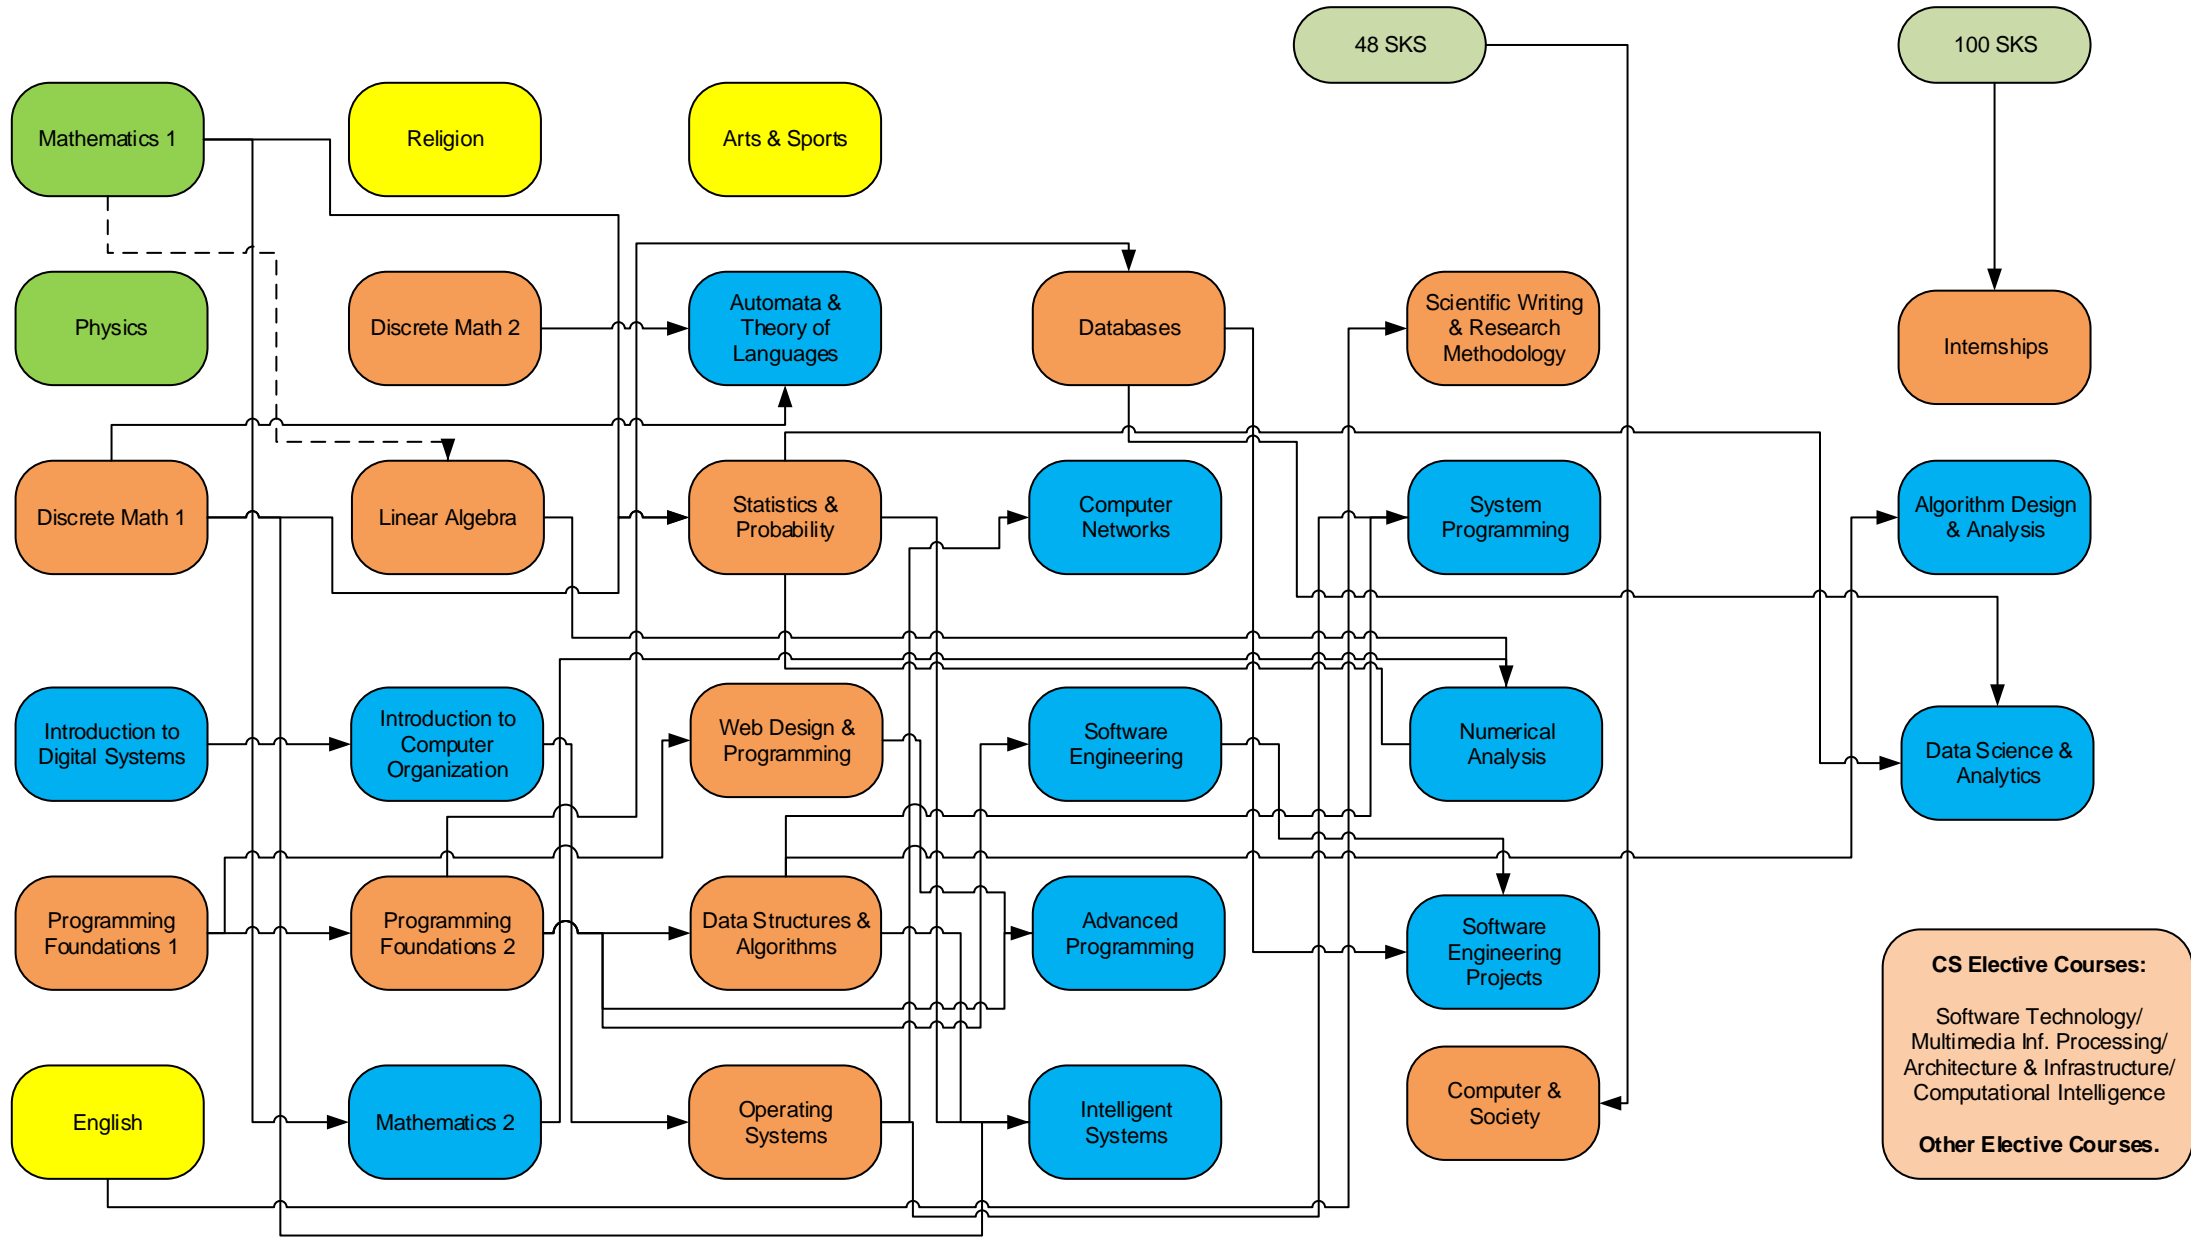 48 SKS
100 SKS
Mathematics 1
Religion
Arts & Sports
Physics
Discrete Math 2
Automata &
Theory of
Languages
Databases
Scientific Writing
& Research
Methodology
Internships
Discrete Math 1
Linear Algebra
Statistics &
Probability
Computer
Networks
System
Programming
Algorithm Design
& Analysis
Introduction to
Digital Systems
Introduction to
Computer
Organization
Web Design &
Programming
Software
Engineering
Numerical
Analysis
Data Science &
Analytics
Programming
Foundations 1
Programming
Foundations 2
Data Structures &
Algorithms
Advanced
Programming
Software
Engineering
Projects
CS Elective Courses:
Software Technology/
Multimedia Inf. Processing/
Architecture & Infrastructure/
Computational Intelligence
Other Elective Courses.
English
Mathematics 2
Operating
Systems
Intelligent
Systems
Computer &
Society